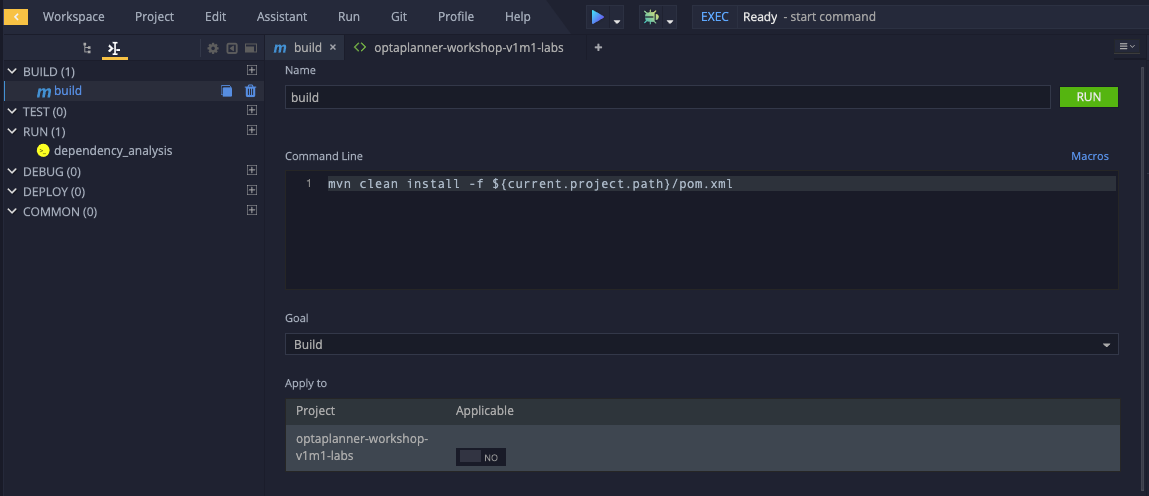 Workspace Project Edit Assistant Run Git Profile Help EXEC Ready - start command
m build × <> optaplanner-workshop-v1m1-labs +
BUILD (1)
m build
TEST (0)
RUN (1)
dependency_analysis
DEBUG (0)
DEPLOY (0)
COMMON (0)
Name
build RUN
Command Line Macros
1 mvn clean install -f ${current.project.path}/pom.xml
Goal
Build
Apply to
Project Applicable
optaplanner-workshop-
v1m1-labs NO